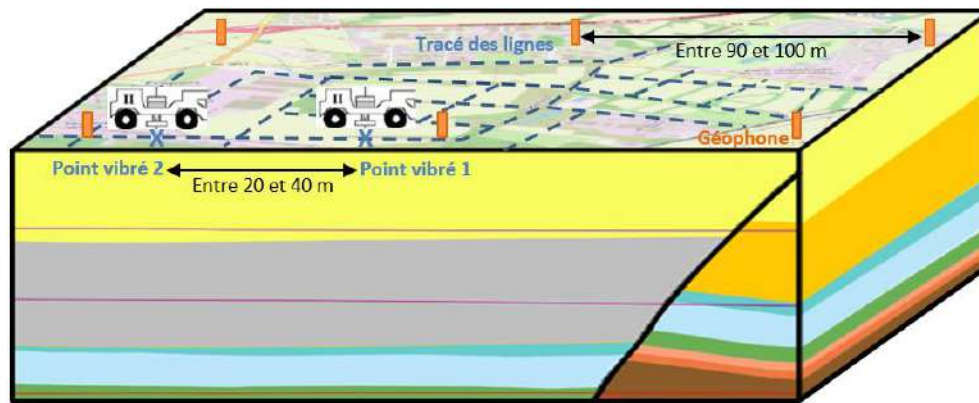 Tracé des lignes
Entre 90 et 100 m
Géophone
Point vibré 2
Entre 20 et 40 m
Point vibré 1
X
X